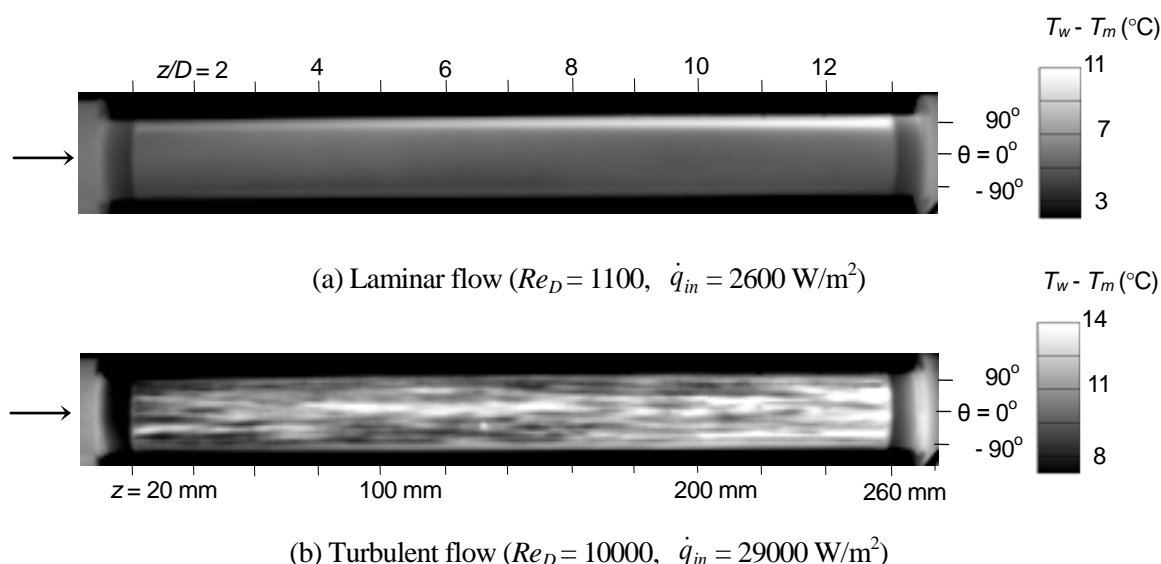 T_w - T_m (°C)
z/D = 2 4 6 8 10 12
11
7
3
90°
θ = 0°
- 90°
(a) Laminar flow (Re_D = 1100, q̇_in = 2600 W/m²)
T_w - T_m (°C)
14
11
8
90°
θ = 0°
- 90°
z = 20 mm 100 mm 200 mm 260 mm
(b) Turbulent flow (Re_D = 10000, q̇_in = 29000 W/m²)